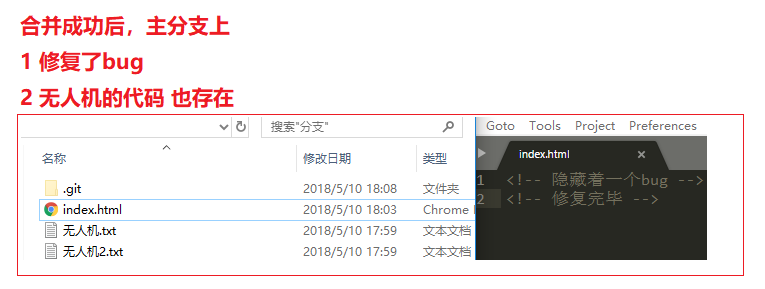 合并成功后，主分支上
1 修复了bug
2 无人机的代码 也存在
搜索"分支"
Goto Tools Project Preferences
名称 修改日期 类型
index.html
.git 2018/5/10 18:08 文件夹
index.html 2018/5/10 18:03 Chrome
无人机.txt 2018/5/10 17:59 文本文档
无人机2.txt 2018/5/10 17:59 文本文档
1 <!-- 隐藏着一个bug -->
2 <!-- 修复完毕 -->